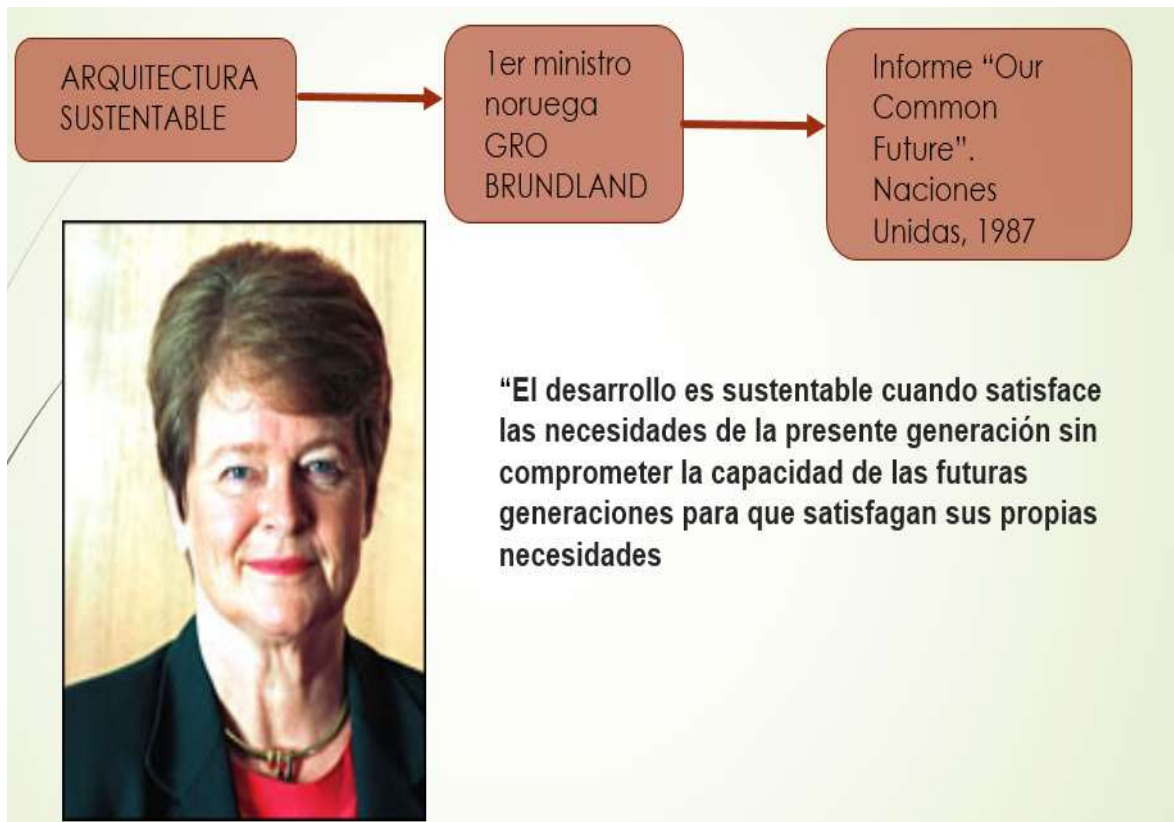 ARQUITECTURA
SUSTENTABLE
1er ministro
noruega
GRO
BRUNDLAND
Informe “Our
Common
Future”.
Naciones
Unidas, 1987
“El desarrollo es sustentable cuando satisface
las necesidades de la presente generación sin
comprometer la capacidad de las futuras
generaciones para que satisfagan sus propias
necesidades